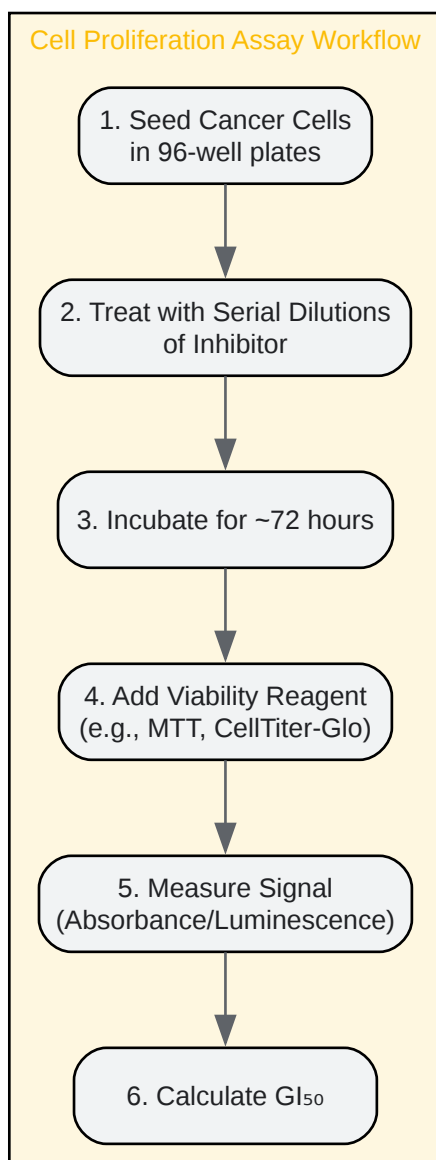 Cell Proliferation Assay Workflow
1. Seed Cancer Cells
in 96-well plates
2. Treat with Serial Dilutions
of Inhibitor
3. Incubate for ~72 hours
4. Add Viability Reagent
(e.g., MTT, CellTiter-Glo)
5. Measure Signal
(Absorbance/Luminescence)
6. Calculate GI₅₀